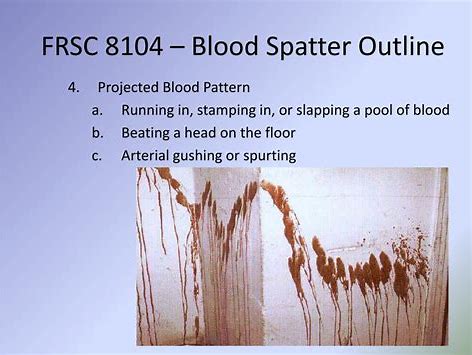 FRSC 8104 – Blood Spatter Outline
4. Projected Blood Pattern
a. Running in, stamping in, or slapping a pool of blood
b. Beating a head on the floor
c. Arterial gushing or spurting